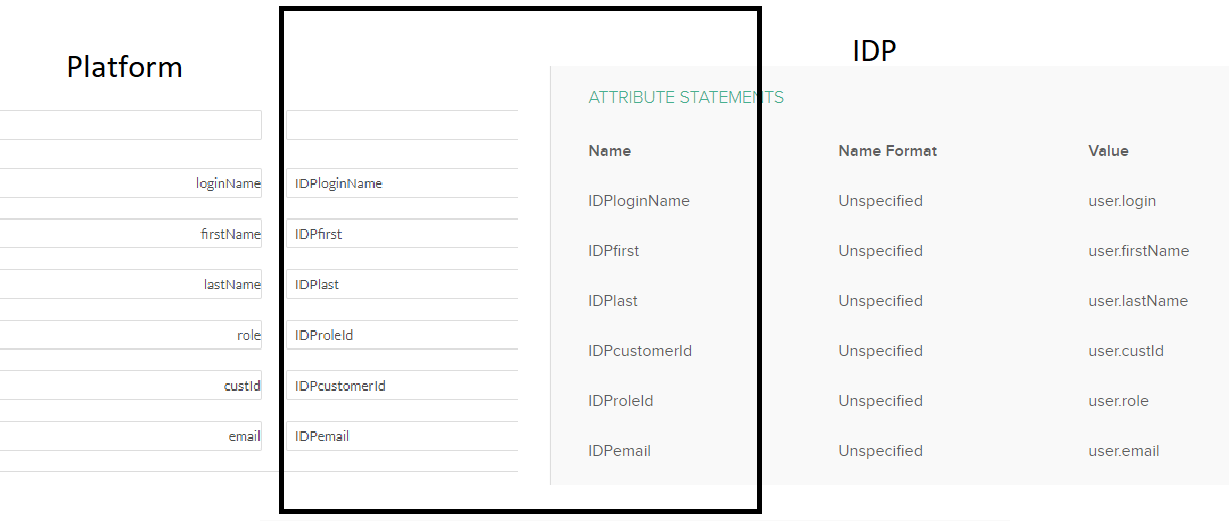 Platform
IDP
ATTRIBUTE STATEMENTS
Name Name Format Value
loginName IDPloginName
firstName IDPfirst
lastName IDPlast
role IDProleId
custId IDPcustomerId
email IDPemail
IDPloginName Unspecified user.login
IDPfirst Unspecified user.firstName
IDPlast Unspecified user.lastName
IDPcustomerId Unspecified user.custId
IDProleId Unspecified user.role
IDPemail Unspecified user.email